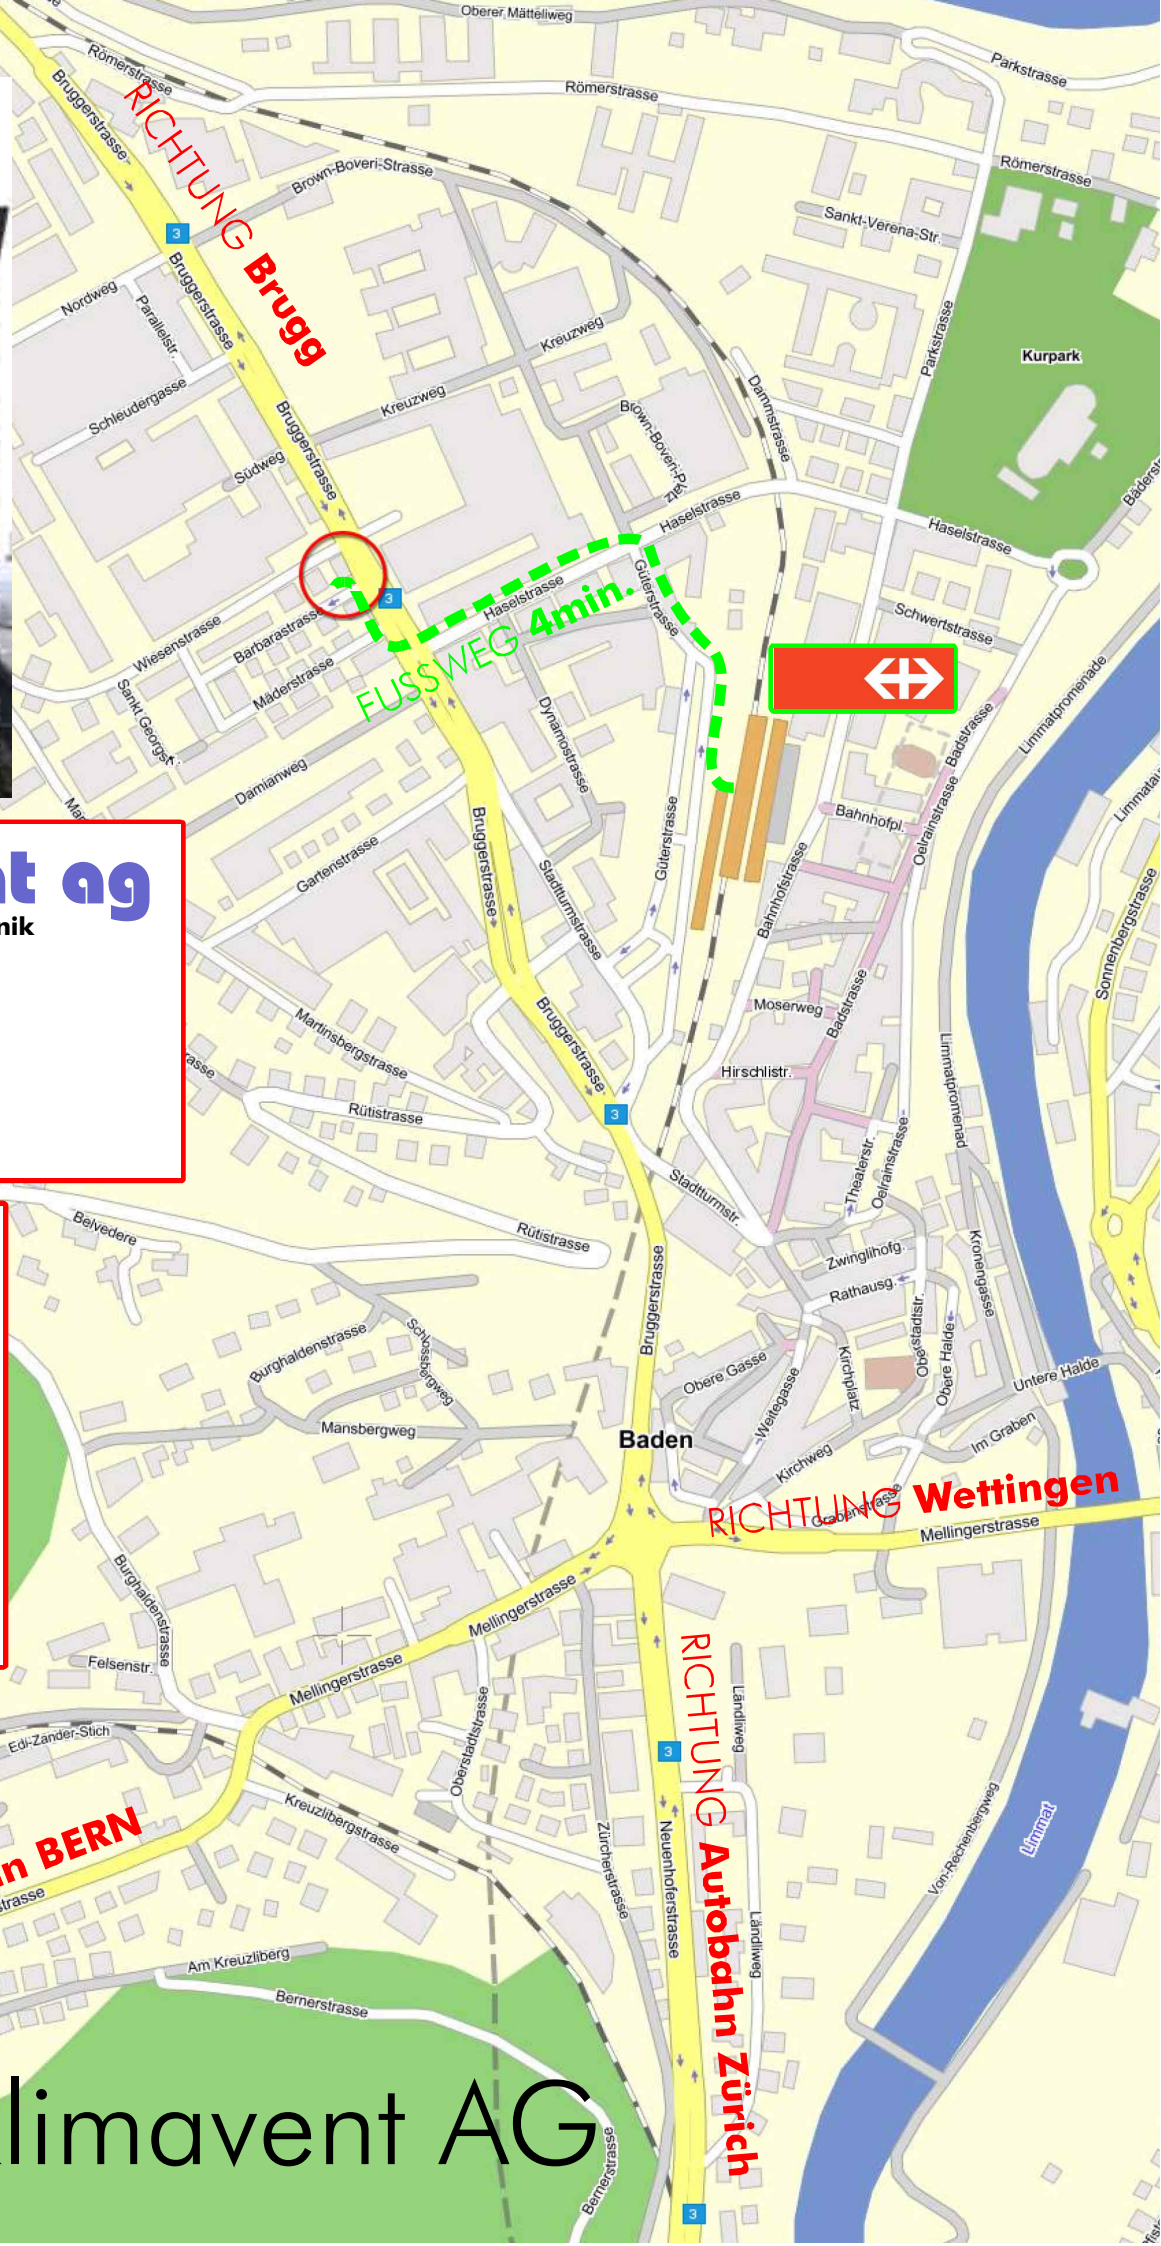 Oberer Mätteliweg
Römerstrasse
Römerstrasse
Parkstrasse
Bruggerstrasse
RICHTUNG Brugg
Brown-Boveri-Strasse
Römerstrasse
Sankt-Verena-Str.
3
Nordweg
Parallelstr.
Bruggerstrasse
Kreuzweg
Parkstrasse
Kurpark
Schleudergasse
Kreuzweg
Dammstrasse
Bruggerstrasse
Brown-Boveri-Platz
Südweg
Haselstrasse
Haselstrasse
3
Haselstrasse
Güterstrasse
FUSSWEG 4min.
Schwertstrasse
Wiesenstrasse
Barbarastrasse
Mäderstrasse
Sankt Georgstr.
Limmatpromenade
Dynamostrasse
Badstrasse
Damianweg
Bahnhofpl.
Oelrainstrasse
Bruggerstrasse
Güterstrasse
Gartenstrasse
Stadtturmstrasse
Bahnhofstrasse
nt ag
nik
Sonnenbergstrasse
Badstrasse
Moserweg
Martinsbergstrasse
Bruggerstrasse
Hirschlistr.
Limmatpromenad
Rütistrasse
3
Theaterstr.
Oelrainstrasse
Stadtturmstr.
Belvedere
Rütistrasse
Zwinglihofg.
Kronengasse
Rathausg.
Bruggerstrasse
Burghaldenstrasse
Schlossbergweg
Obere Gasse
Kirchplatz
Oberstadtstr.
Obere Halde
Untere Halde
Weitegasse
Mansbergweg
Baden
Im Graben
Kirchweg
RICHTUNG Wettingen
Grabenstrasse
Mellingerstrasse
Burghaldenstrasse
Mellingerstrasse
Felsenstr.
Mellingerstrasse
RICHTUNG Autobahn Zürich
Ländliweg
Edi-Zander-Stich
Oberstadtstrasse
3
Kreuzlibergstrasse
n BERN
strasse
Zürcherstrasse
Neuenhoferstrasse
Limmat
Von-Rechenbergweg
Ländliweg
Am Kreuzliberg
Bernerstrasse
limavent AG
Bernerstrasse
3